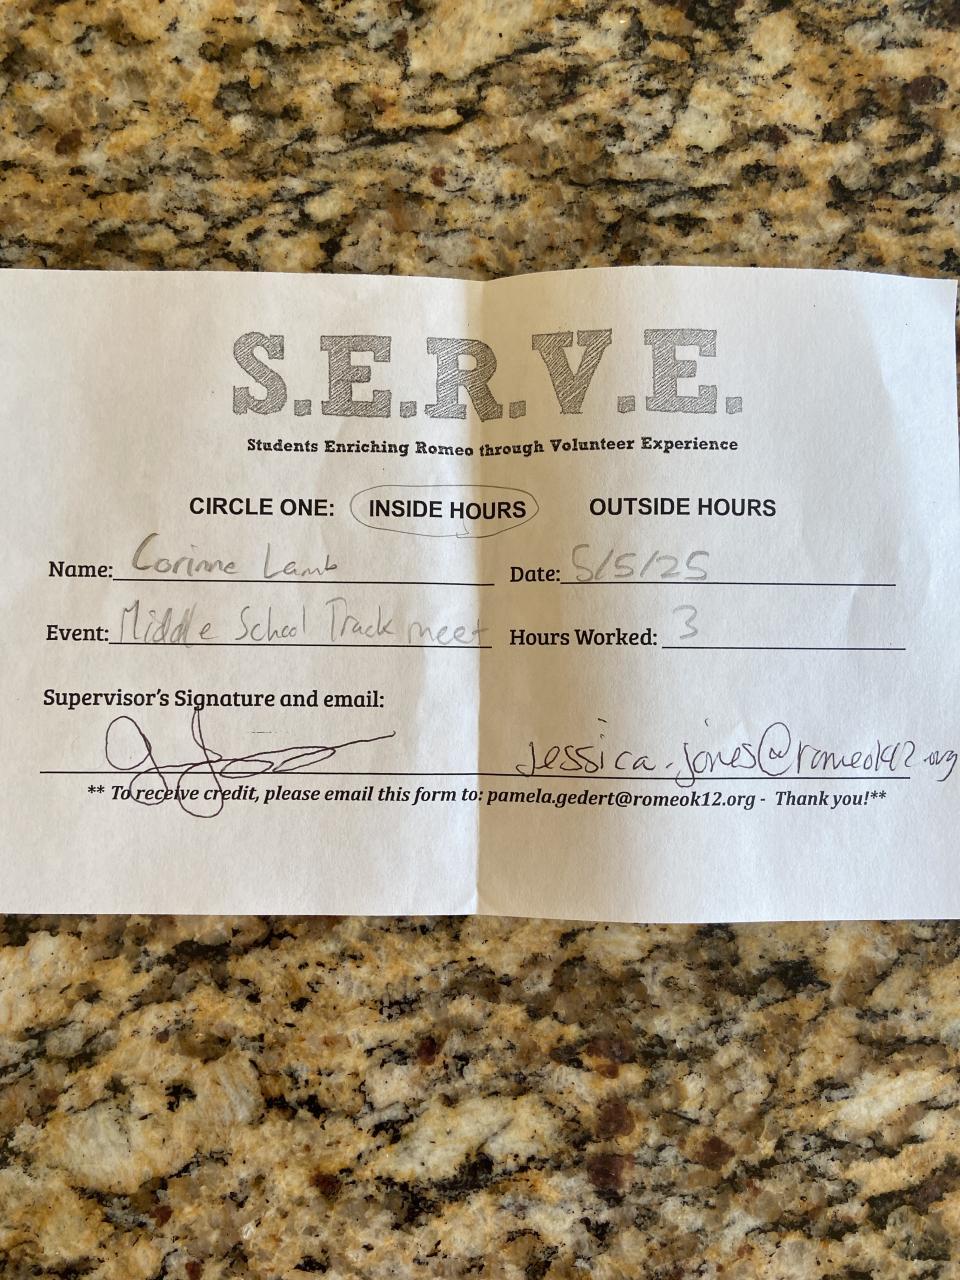 S.E.R.V.E.
Students Enriching Romeo through Volunteer Experience
CIRCLE ONE: INSIDE HOURS OUTSIDE HOURS
Name: Corinne Lamb Date: 5/5/25
Event: Middle School Track meet Hours Worked: 3
Supervisor's Signature and email:
jessica.jones@romeok12.org
** To receive credit, please email this form to: pamela.gedert@romeok12.org - Thank you!**